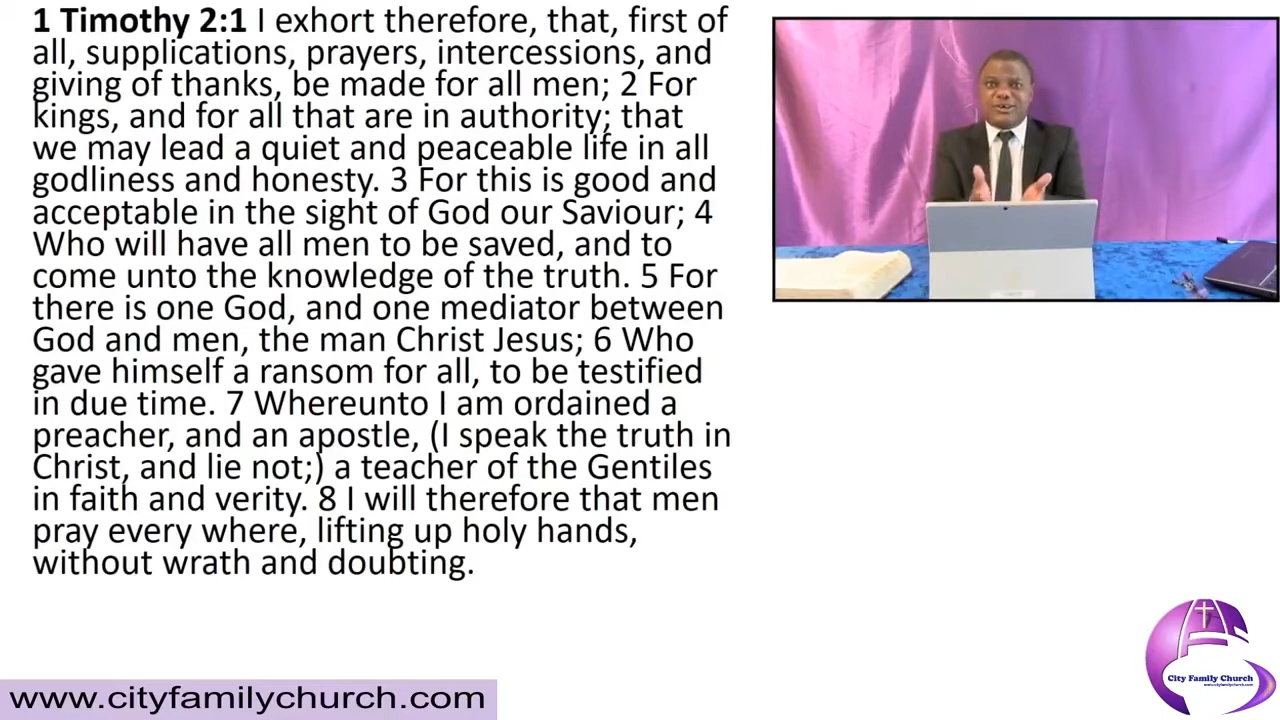 1 Timothy 2:1 I exhort therefore, that, first of
all, supplications, prayers, intercessions, and
giving of thanks, be made for all men; 2 For
kings, and for all that are in authority; that
we may lead a quiet and peaceable life in all
godliness and honesty. 3 For this is good and
acceptable in the sight of God our Saviour; 4
Who will have all men to be saved, and to
come unto the knowledge of the truth. 5 For
there is one God, and one mediator between
God and men, the man Christ Jesus; 6 Who
gave himself a ransom for all, to be testified
in due time. 7 Whereunto I am ordained a
preacher, and an apostle, (I speak the truth in
Christ, and lie not;) a teacher of the Gentiles
in faith and verity. 8 I will therefore that men
pray every where, lifting up holy hands,
without wrath and doubting.
City Family Church
www.cityfamilychurch.com
www.cityfamilychurch.com